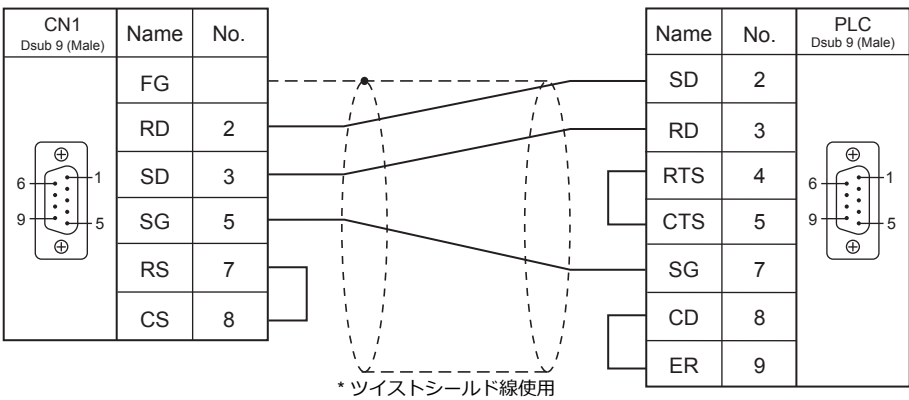 CN1
Dsub 9 (Male)
Name No.
FG
RD 2
SD 3
SG 5
RS 7
CS 8
6 1
9 5
Name No.
PLC
Dsub 9 (Male)
SD 2
RD 3
RTS 4
CTS 5
SG 7
CD 8
ER 9
6 1
9 5
* ツイストシールド線使用